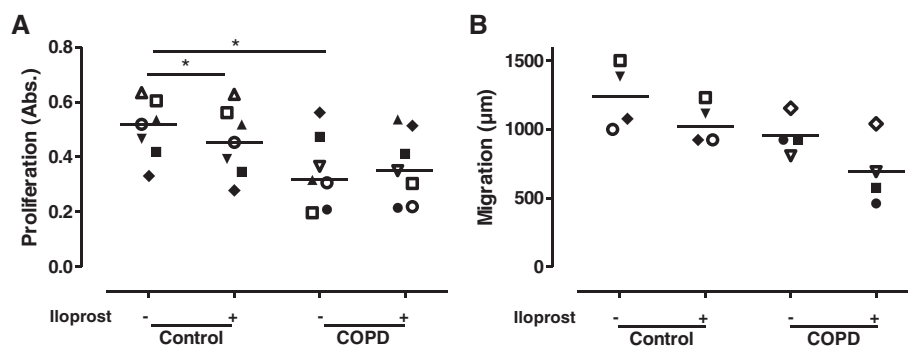 A
B
Proliferation (Abs.)
0.8
0.6
0.4
0.2
0.0
*
*
Iloprost
-
+
-
+
Control
COPD
Migration (µm)
1500
1000
500
0
Iloprost
-
+
-
+
Control
COPD